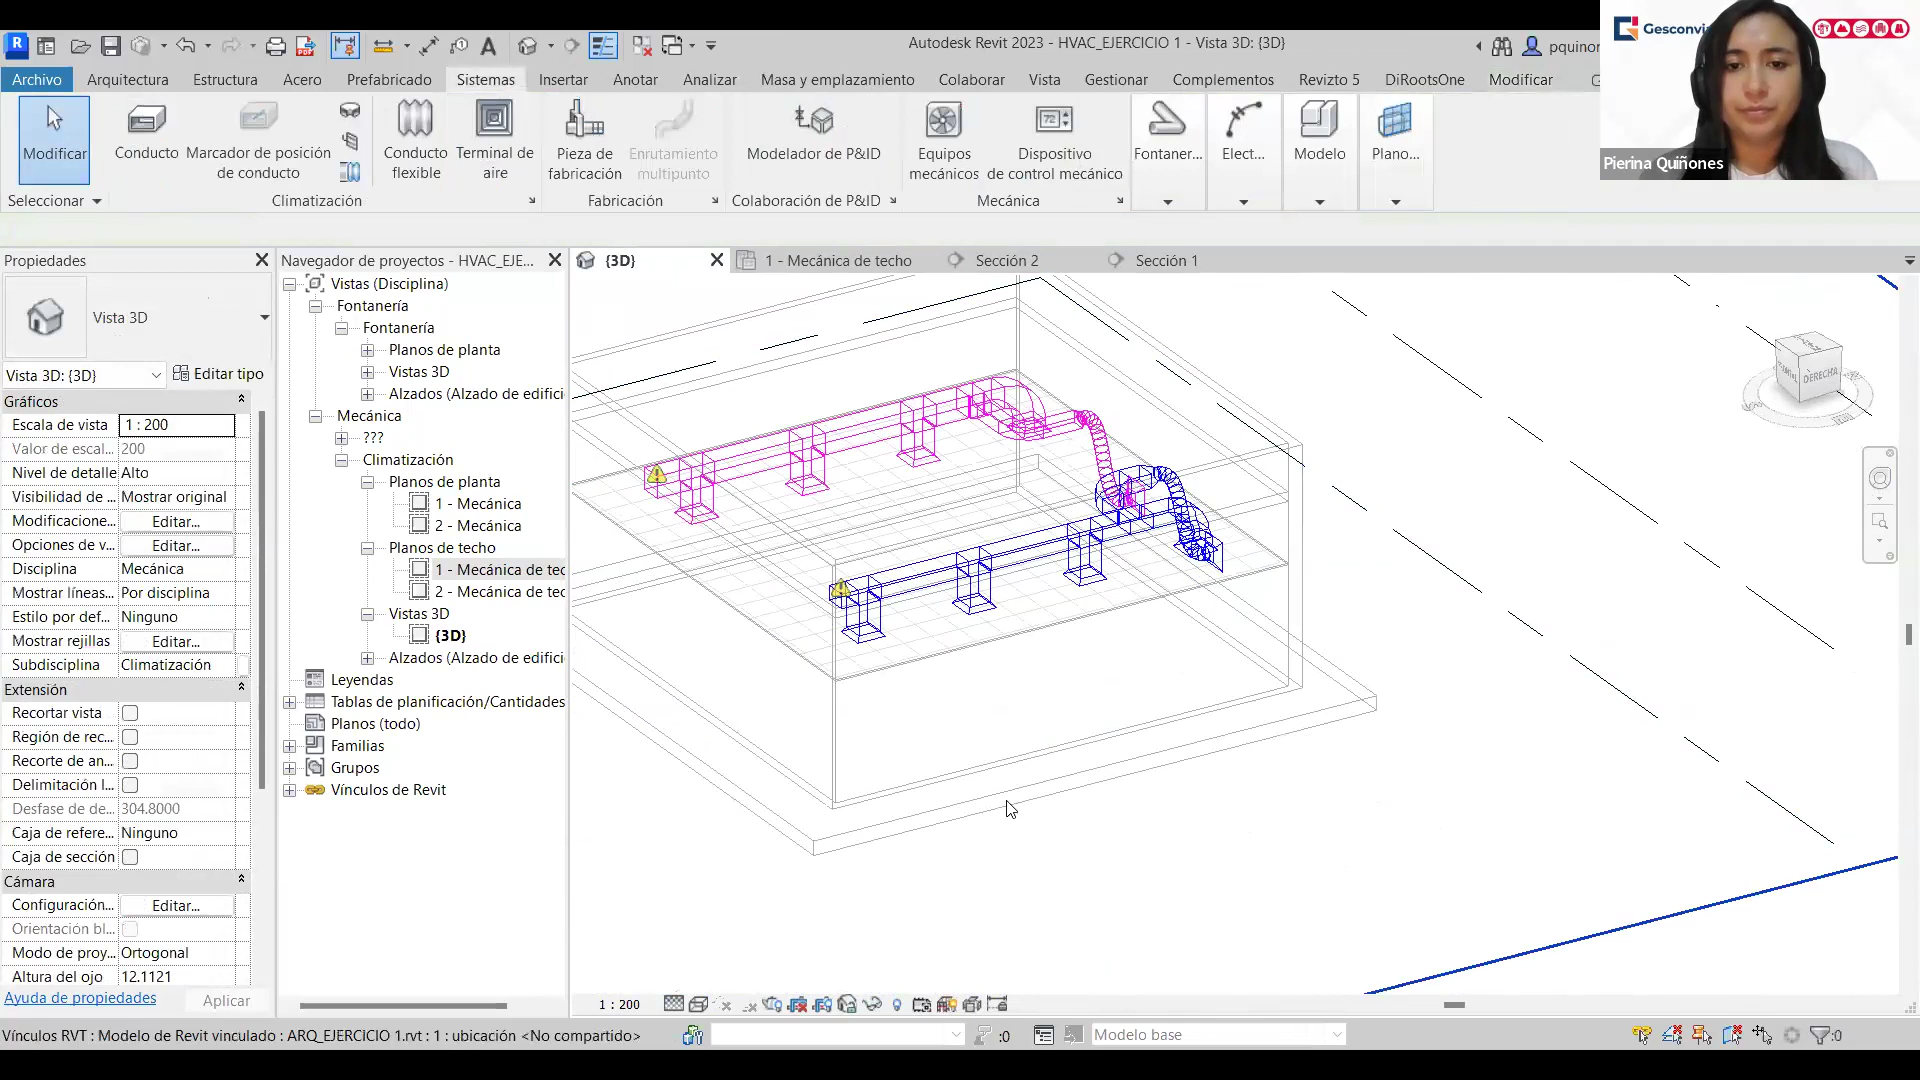 Autodesk Revit 2023 - HVAC_EJERCICIO 1 - Vista 3D: {3D}
pquinor
Gesconvi
Pierina Quiñones
Archivo
Arquitectura
Estructura
Acero
Prefabricado
Sistemas
Insertar
Anotar
Analizar
Masa y emplazamiento
Colaborar
Vista
Gestionar
Complementos
Revizto 5
DiRootsOne
Modificar
Modificar
Conducto
Marcador de posición
de conducto
Conducto
flexible
Terminal de
aire
Pieza de
fabricación
Enrutamiento
multipunto
Modelador de P&ID
Equipos
mecánicos
72
Dispositivo
de control mecánico
Fontaner...
Elect...
Modelo
Plano...
Seleccionar
Climatización
Fabricación
Colaboración de P&ID
Mecánica
Propiedades
Vista 3D
Vista 3D: {3D}
Editar tipo
Gráficos
Escala de vista 1 : 200
Valor de escal... 200
Nivel de detalle Alto
Visibilidad de ... Mostrar original
Modificacione... Editar...
Opciones de v... Editar...
Disciplina Mecánica
Mostrar líneas... Por disciplina
Estilo por def... Ninguno
Mostrar rejillas Editar...
Subdisciplina Climatización
Extensión
Recortar vista
Región de rec...
Recorte de an...
Delimitación l...
Desfase de de... 304.8000
Caja de refere... Ninguno
Caja de sección
Cámara
Configuración... Editar...
Orientación bl...
Modo de proy... Ortogonal
Altura del ojo 12.1121
Ayuda de propiedades
Aplicar
Navegador de proyectos - HVAC_EJE...
Vistas (Disciplina)
Fontanería
Fontanería
Planos de planta
Vistas 3D
Alzados (Alzado de edifici
Mecánica
???
Climatización
Planos de planta
1 - Mecánica
2 - Mecánica
Planos de techo
1 - Mecánica de tec
2 - Mecánica de tec
Vistas 3D
{3D}
Alzados (Alzado de edifici
Leyendas
Tablas de planificación/Cantidades
Planos (todo)
Familias
Grupos
Vínculos de Revit
{3D}
1 - Mecánica de techo
Sección 2
Sección 1
DERECHA
1 : 200
Vínculos RVT : Modelo de Revit vinculado : ARQ_EJERCICIO 1.rvt : 1 : ubicación <No compartido>
:0
Modelo base
:0